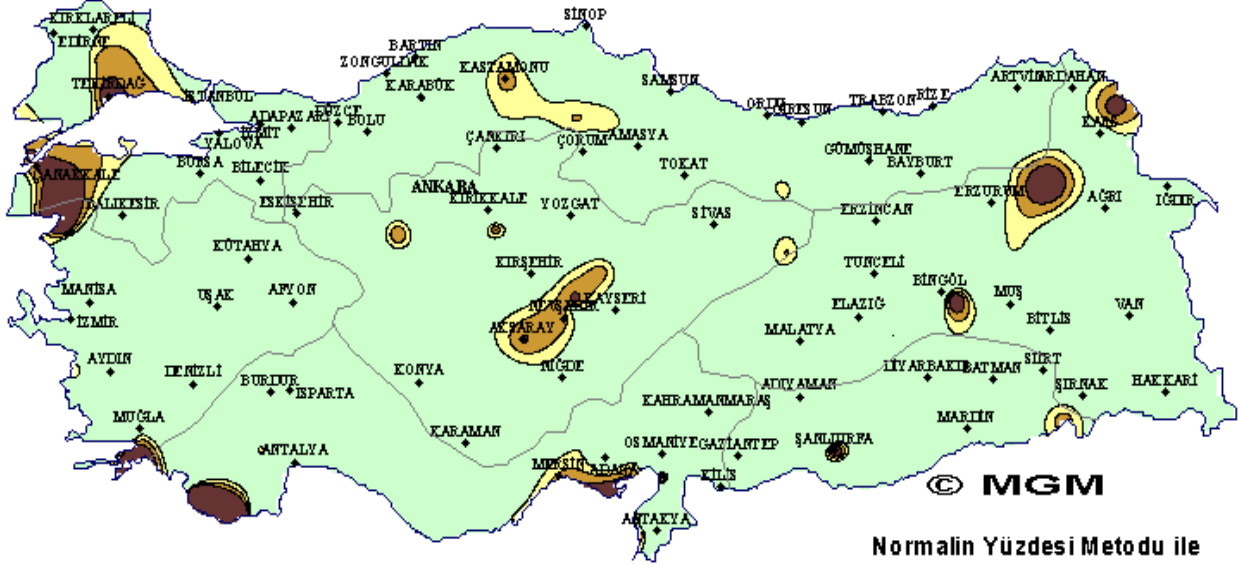 SİNOP
KIRKLARELİ
EDİRNE
BARTIN
ZONGULDAK
KASTAMONU
KARABÜK
TEKİRDAĞ
İSTANBUL
SAMSUN
ARTVİN
ARDAHAN
RİZE
TRABZON
ORDU
GİRESUN
ADAPAZARI
DÜZCE
BOLU
İZMİT
YALOVA
KARS
ÇANKIRI
ÇORUM
AMASYA
GÜMÜŞHANE
BAYBURT
TOKAT
BURSA
BİLECİK
ÇANAKKALE
ANKARA
KIRIKKALE
YOZGAT
ESKİŞEHİR
BALIKESİR
SİVAS
ERZİNCAN
ERZURUM
AĞRI
IĞDIR
KÜTAHYA
KIRŞEHİR
TUNCELİ
BİNGÖL
MUŞ
VAN
MANİSA
UŞAK
AFYON
NEVŞEHİR
KAYSERİ
ELAZIĞ
İZMİR
AKSARAY
MALATYA
BİTLİS
AYDIN
DENİZLİ
BURDUR
ISPARTA
KONYA
NİĞDE
ADIYAMAN
DİYARBAKIR
BATMAN
SİİRT
ŞIRNAK
HAKKARİ
KAHRAMANMARAŞ
MUĞLA
KARAMAN
MARDİN
ANTALYA
OSMANİYE
GAZİANTEP
ŞANLIURFA
MERSİN
ADANA
KİLİS
© MGM
ANTAKYA
Normalin Yüzdesi Metodu ile